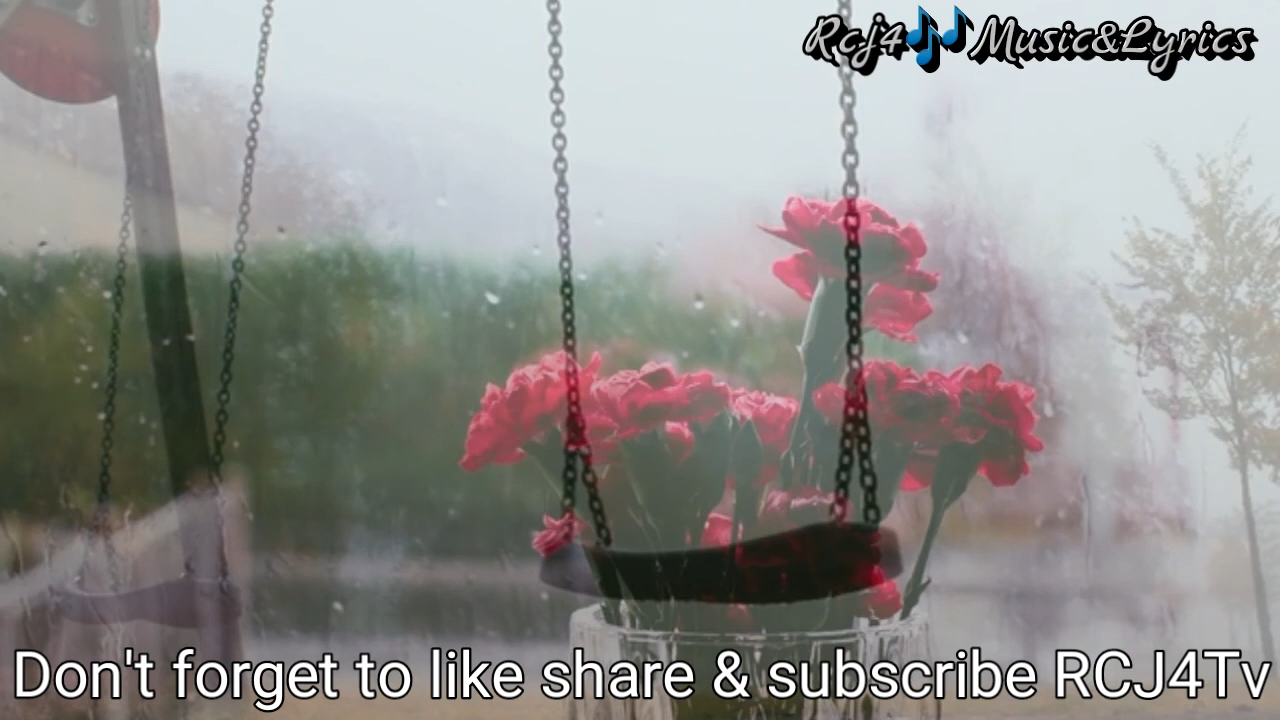 Rcj4🎶Music&Lyrics
Don't forget to like share & subscribe RCJ4Tv